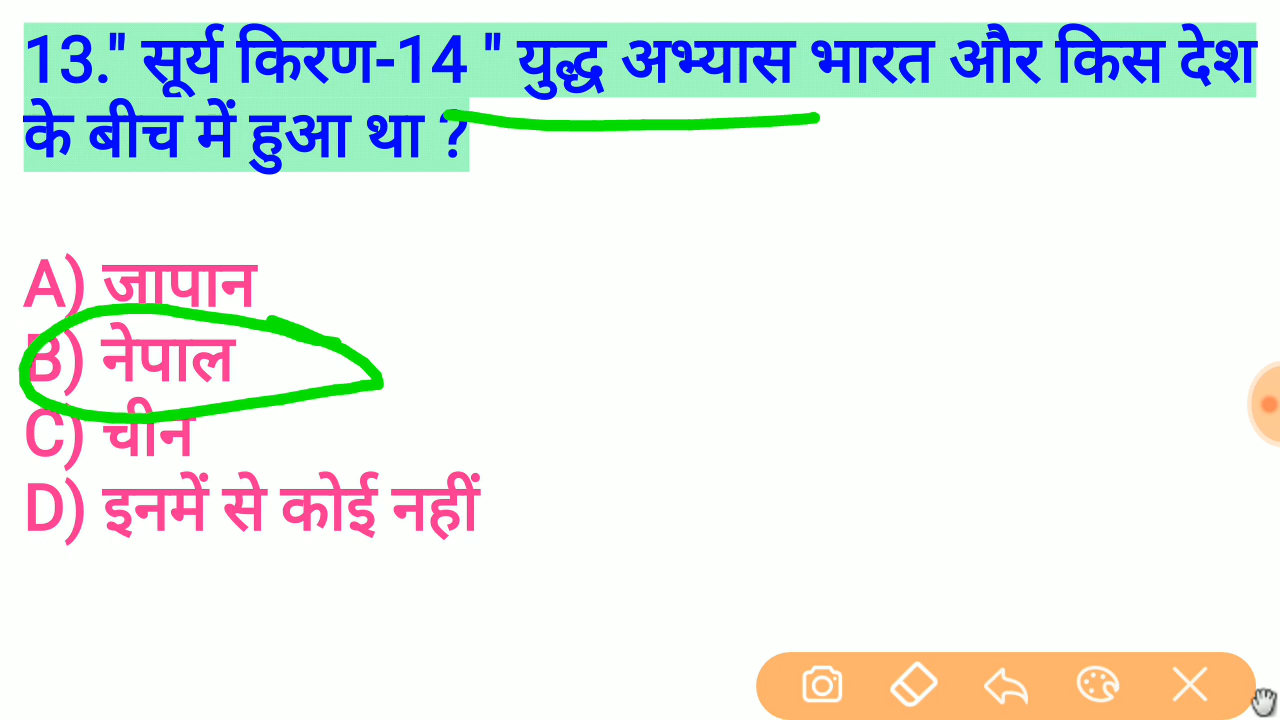 13." सूर्य किरण-14 " युद्ध अभ्यास भारत और किस देश
के बीच में हुआ था ?
A) जापान
B) नेपाल
C) चीन
D) इनमें से कोई नहीं